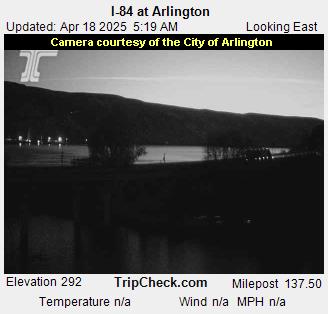 I-84 at Arlington
Updated: Apr 18 2025 5:19 AM Looking East
Camera courtesy of the City of Arlington
Elevation 292 TripCheck.com Milepost 137.50
Temperature n/a Wind n/a MPH n/a